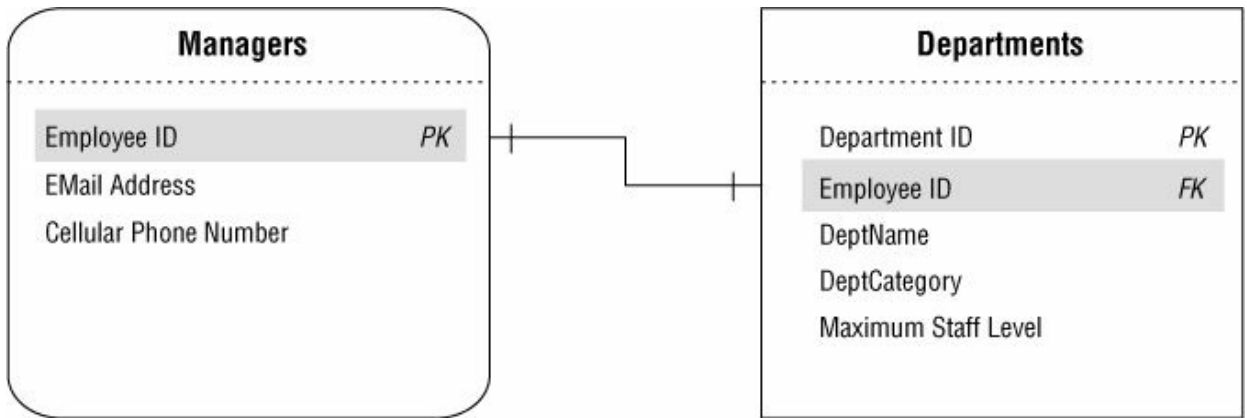 Managers
Employee ID PK
EMail Address
Cellular Phone Number
Departments
Department ID PK
Employee ID FK
DeptName
DeptCategory
Maximum Staff Level